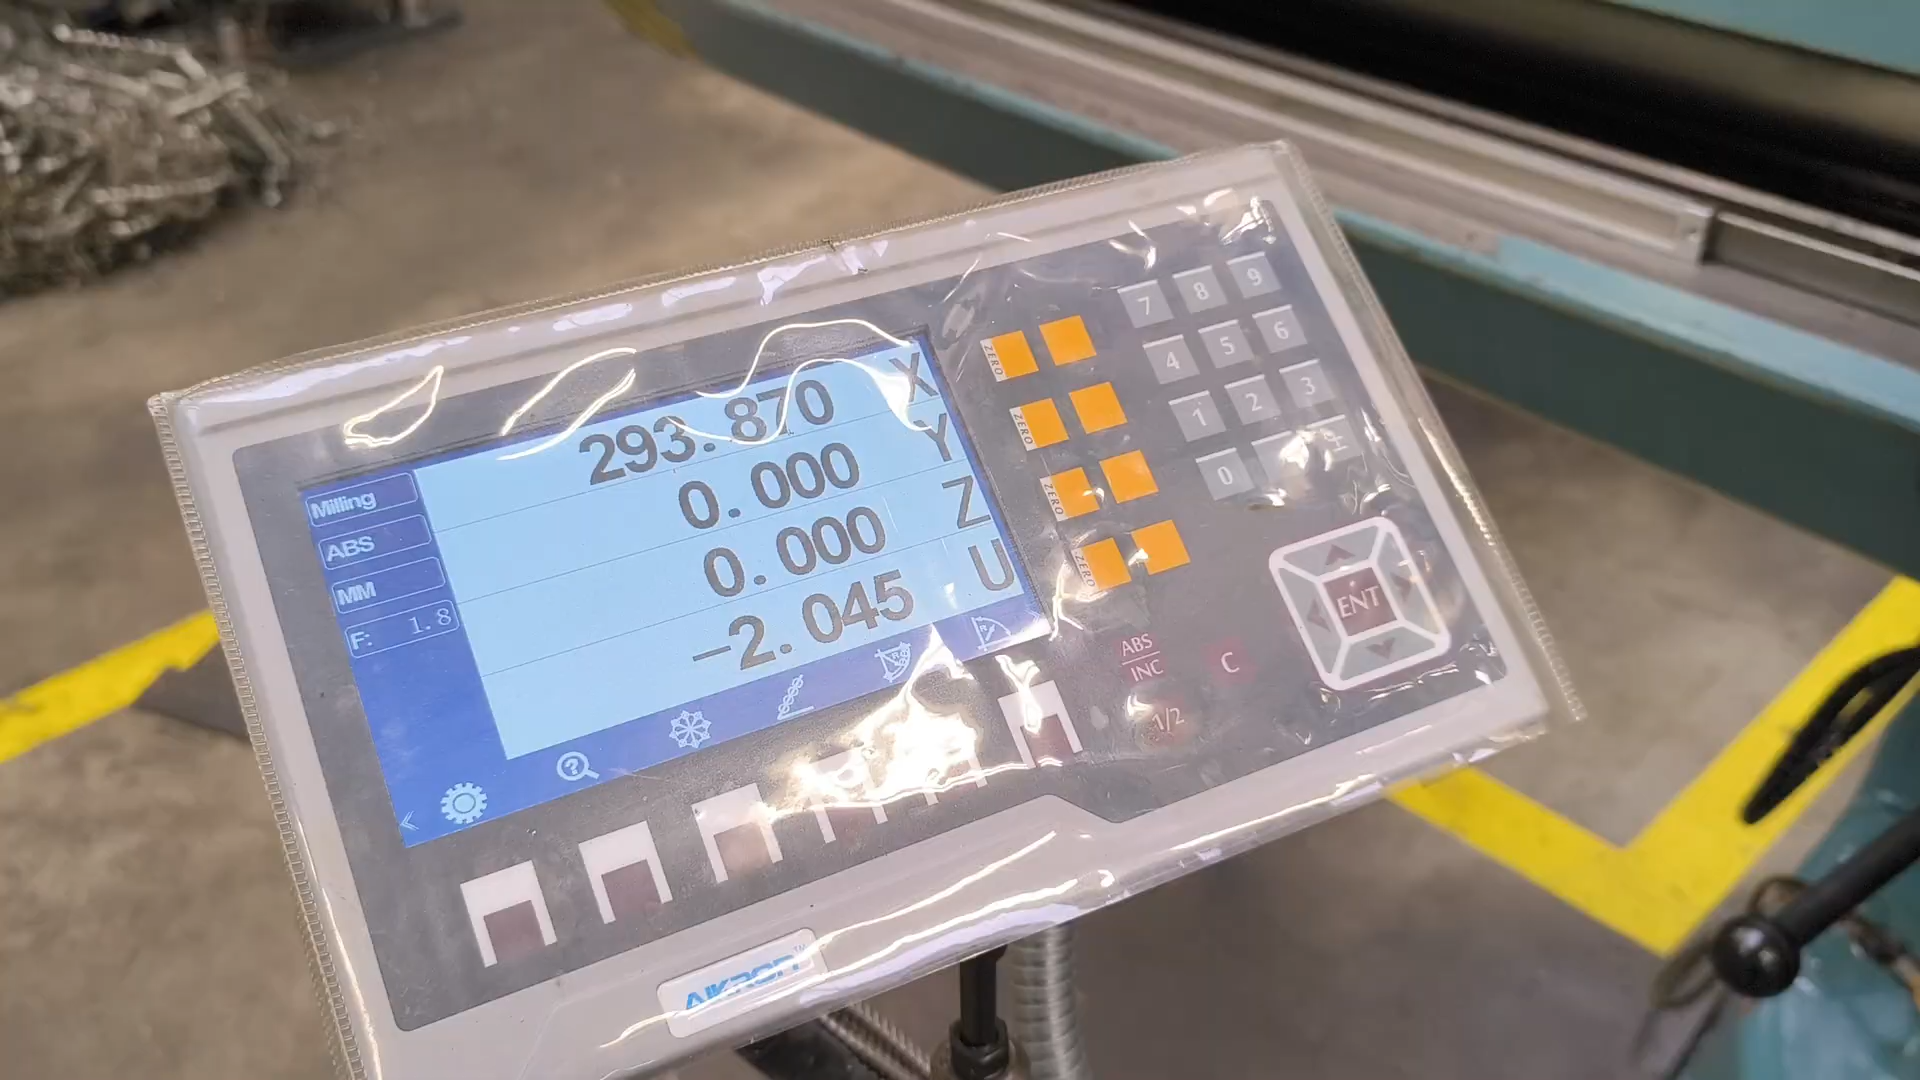 293.870 X
0.000 Y
0.000 Z
-2.045 U
Milling
ABS
MM
F: 1.8
ZERO
ZERO
ZERO
ZERO
7 8 9
4 5 6
1 2 3
0
ENT
ABS
INC
C
1/2
AIKRON™